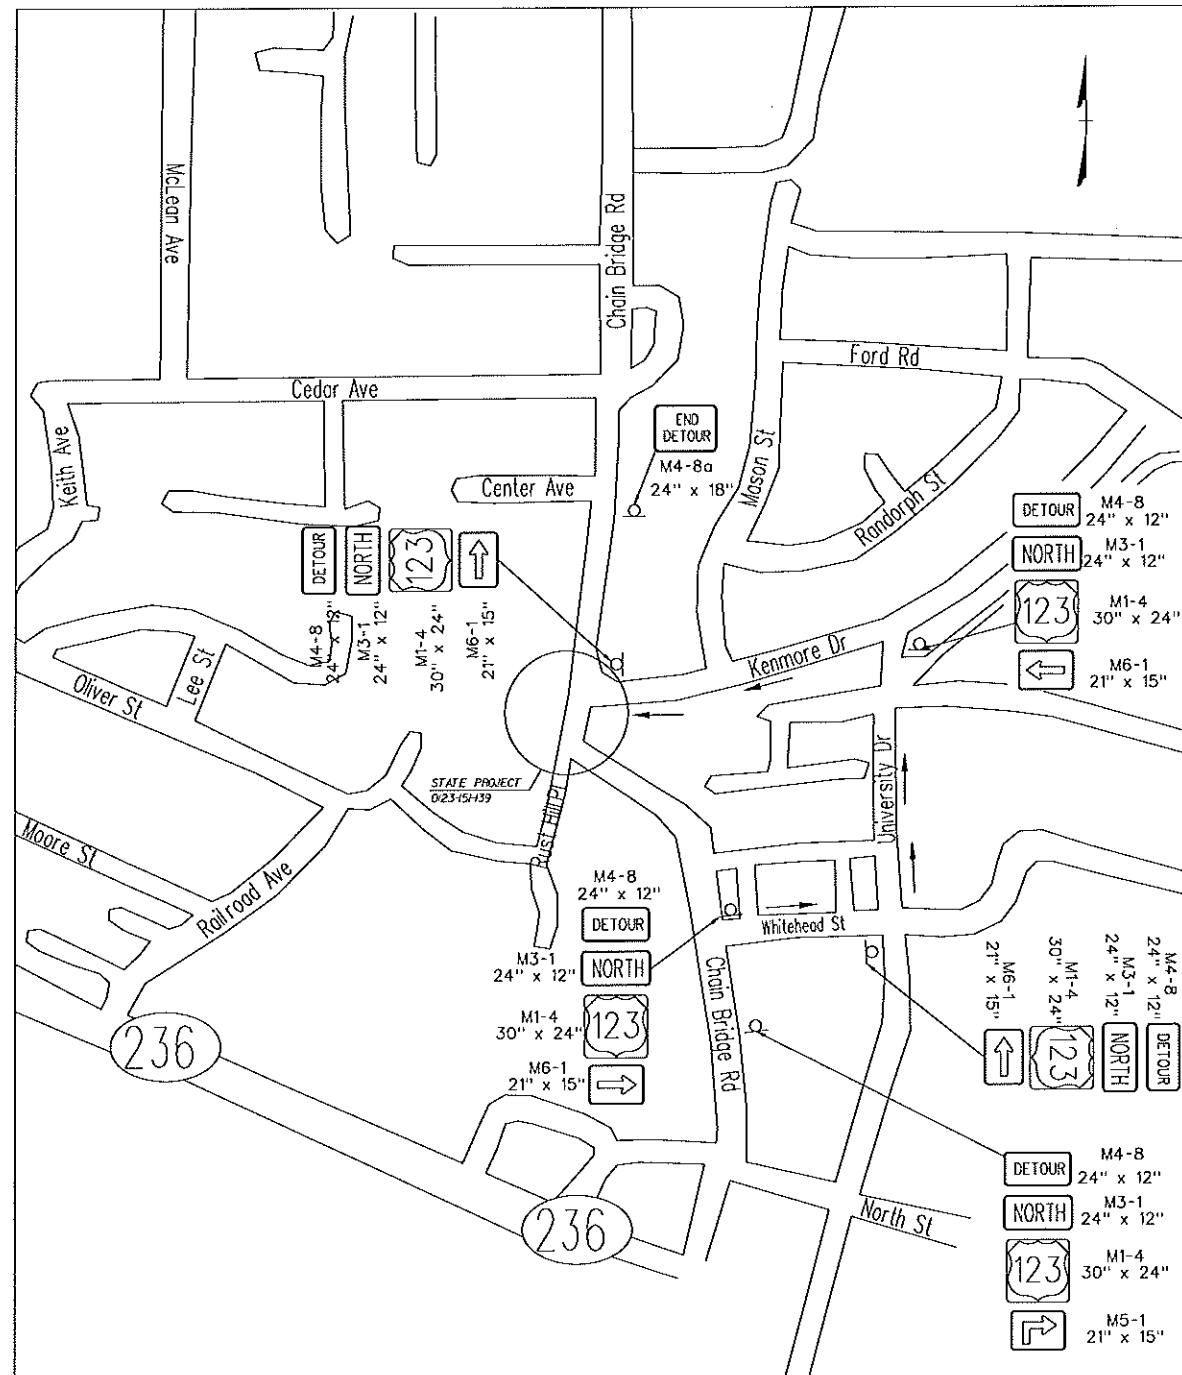 McLean Ave
Chain Bridge Rd
Ford Rd
Cedar Ave
Keith Ave
END
DETOUR
M4-8a
24" x 18"
Mason St
Center Ave
Randorph St
DETOUR
M4-8
24" x 12"
NORTH
M3-1
24" x 12"
123
M1-4
30" x 24"
M6-1
21" x 15"
DETOUR
NORTH
123
M4-8
24" x 12"
M3-1
24" x 12"
M1-4
30" x 24"
M6-1
21" x 15"
Kenmore Dr
Lee St
Oliver St
STATE PROJECT
0123-151-139
Rust Hill Pl
University Dr
Moore St
Railroad Ave
M4-8
24" x 12"
DETOUR
M3-1
24" x 12"
NORTH
M1-4
30" x 24"
123
M6-1
21" x 15"
Whitehead St
Chain Bridge Rd
M6-1
21" x 15"
M1-4
30" x 24"
M3-1
24" x 12"
M4-8
24" x 12"
123
NORTH
DETOUR
236
236
North St
DETOUR
M4-8
24" x 12"
NORTH
M3-1
24" x 12"
123
M1-4
30" x 24"
M5-1
21" x 15"